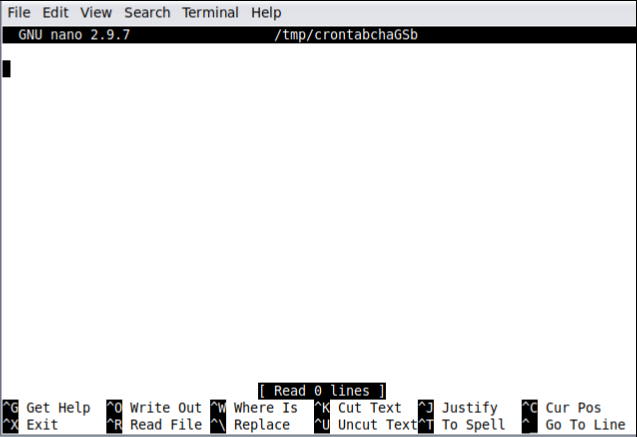 File Edit View Search Terminal Help
GNU nano 2.9.7 /tmp/crontabchaGSb
[ Read 0 lines ]
^G Get Help ^O Write Out ^W Where Is ^K Cut Text ^J Justify ^C Cur Pos
^X Exit ^R Read File ^\ Replace ^U Uncut Text ^T To Spell ^_ Go To Line